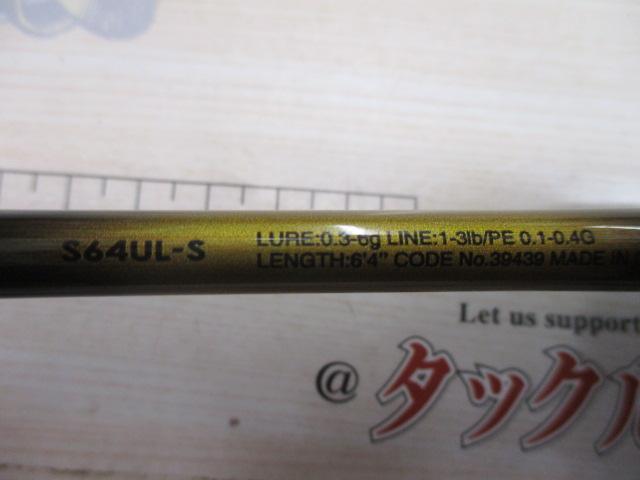 S64UL-S
LURE:0.3-6g LINE:1-3lb/PE 0.1-0.4G
LENGTH:6'4" CODE No.39439 MADE IN
Let us support
@タックル